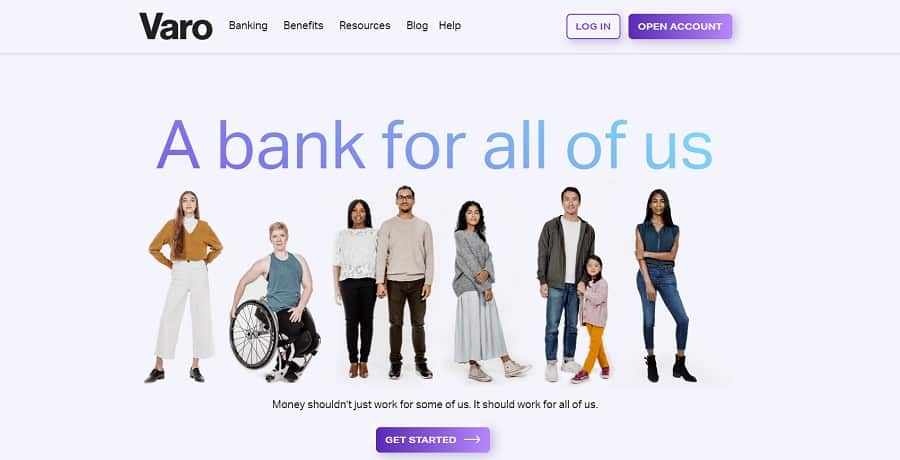 Varo
Banking Benefits Resources Blog Help
LOG IN
OPEN ACCOUNT
A bank for all of us
Money shouldn't just work for some of us. It should work for all of us.
GET STARTED →